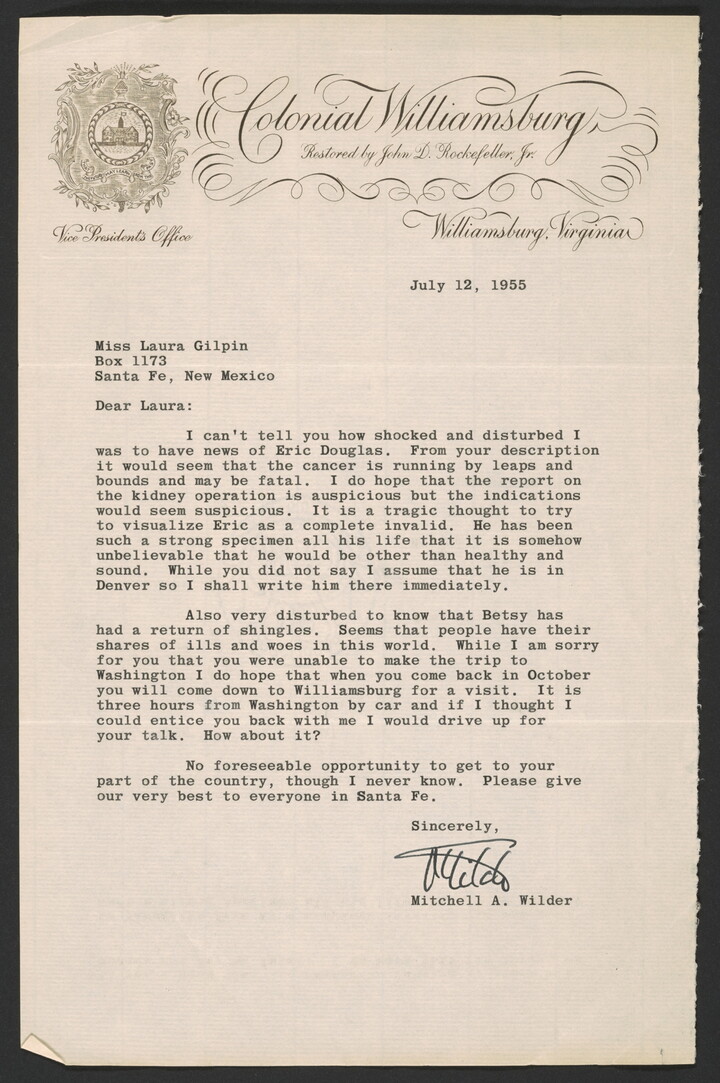 Colonial Williamsburg
Restored by John D. Rockefeller, Jr.
Vice President's Office
Williamsburg, Virginia
July 12, 1955
Miss Laura Gilpin
Box 1173
Santa Fe, New Mexico
Dear Laura:
I can't tell you how shocked and disturbed I
was to have news of Eric Douglas. From your description
it would seem that the cancer is running by leaps and
bounds and may be fatal. I do hope that the report on
the kidney operation is auspicious but the indications
would seem suspicious. It is a tragic thought to try
to visualize Eric as a complete invalid. He has been
such a strong specimen all his life that it is somehow
unbelievable that he would be other than healthy and
sound. While you did not say I assume that he is in
Denver so I shall write him there immediately.
Also very disturbed to know that Betsy has
had a return of shingles. Seems that people have their
shares of ills and woes in this world. While I am sorry
for you that you were unable to make the trip to
Washington I do hope that when you come back in October
you will come down to Williamsburg for a visit. It is
three hours from Washington by car and if I thought I
could entice you back with me I would drive up for
your talk. How about it?
No foreseeable opportunity to get to your
part of the country, though I never know. Please give
our very best to everyone in Santa Fe.
Sincerely,
Mitchell A. Wilder